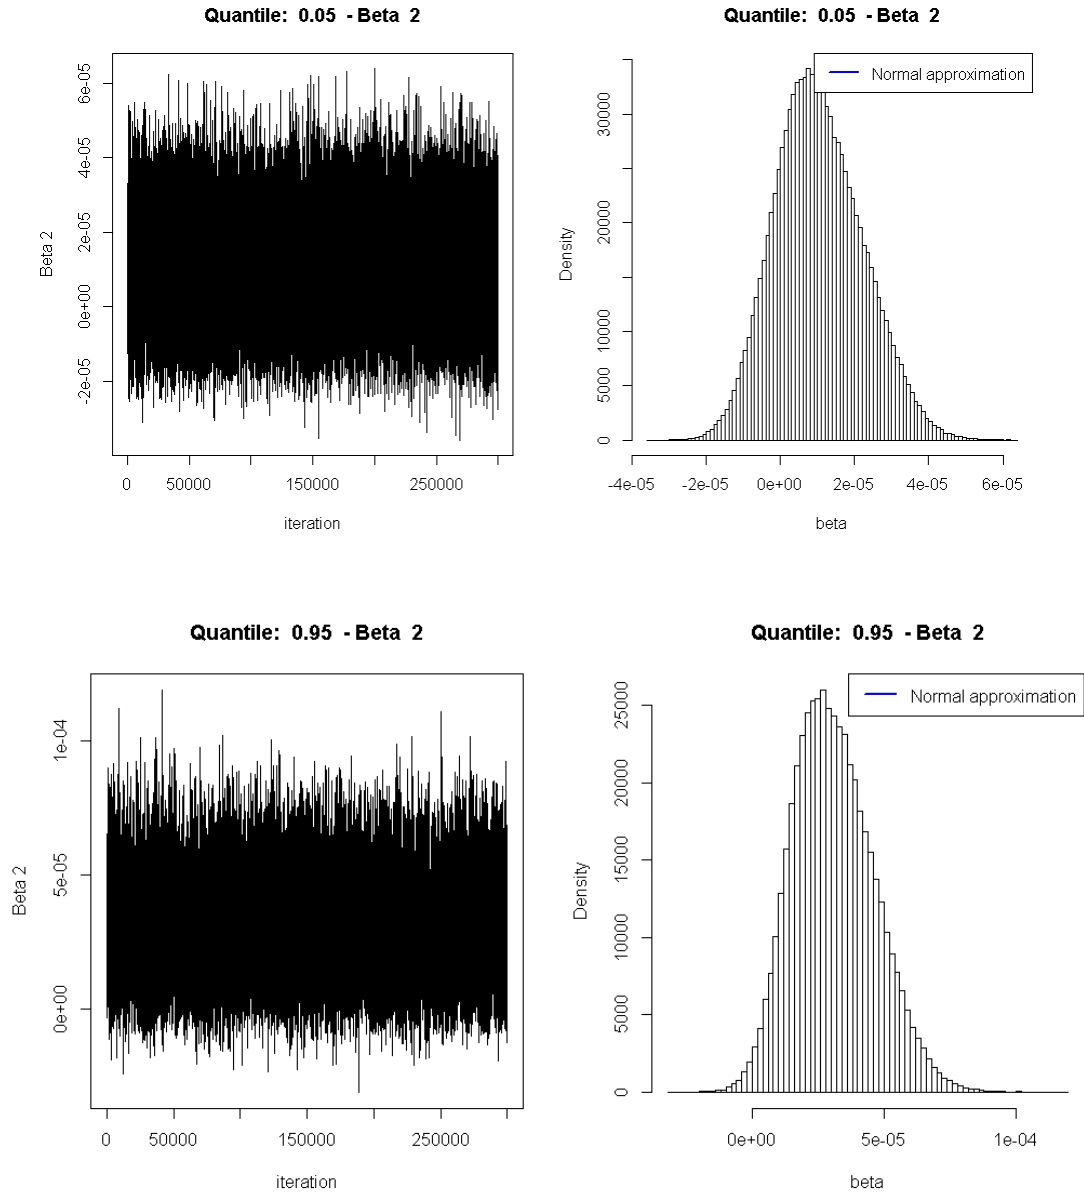 Quantile: 0.05 - Beta 2
Beta 2
-2e-05 0e+00 2e-05 4e-05 6e-05
0 50000 150000 250000
iteration
Quantile: 0.05 - Beta 2
Normal approximation
Density
0 5000 10000 20000 30000
-4e-05 -2e-05 0e+00 2e-05 4e-05 6e-05
beta
Quantile: 0.95 - Beta 2
Beta 2
0e+00 5e-05 1e-04
0 50000 150000 250000
iteration
Quantile: 0.95 - Beta 2
Normal approximation
Density
0 5000 10000 15000 20000 25000
0e+00 5e-05 1e-04
beta